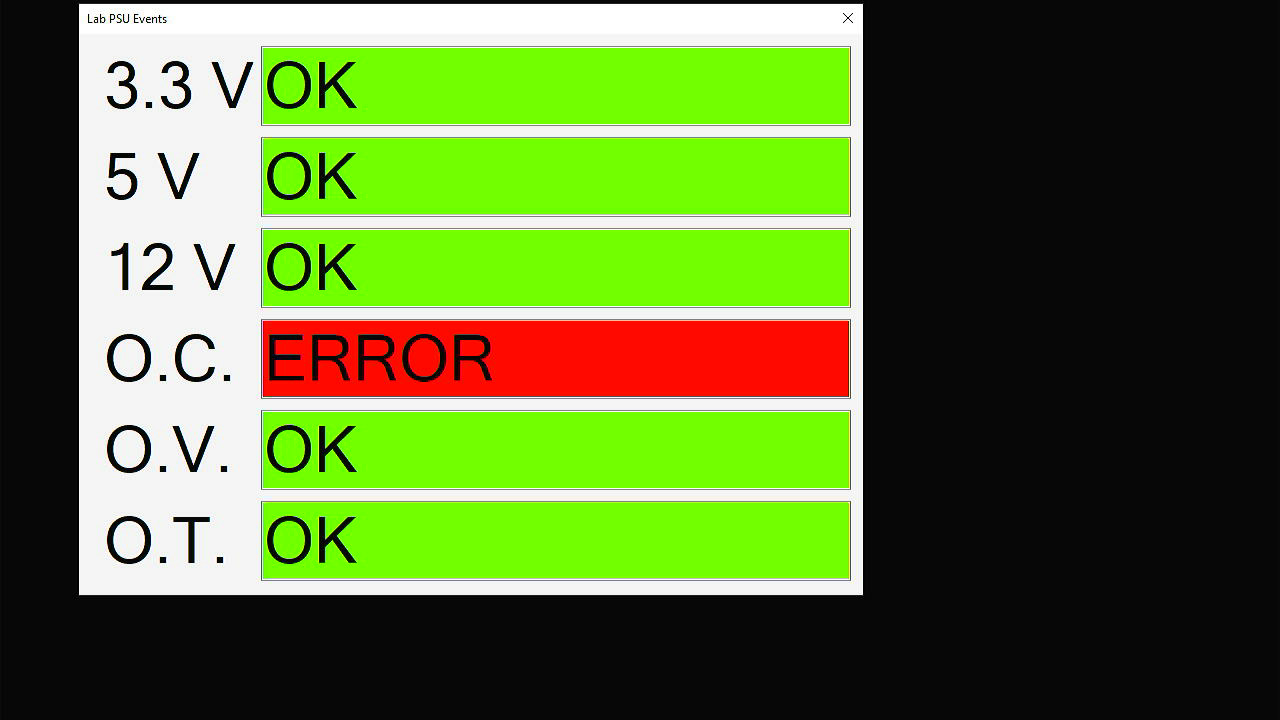 Lab PSU Events
3.3 V OK
5 V OK
12 V OK
O.C. ERROR
O.V. OK
O.T. OK